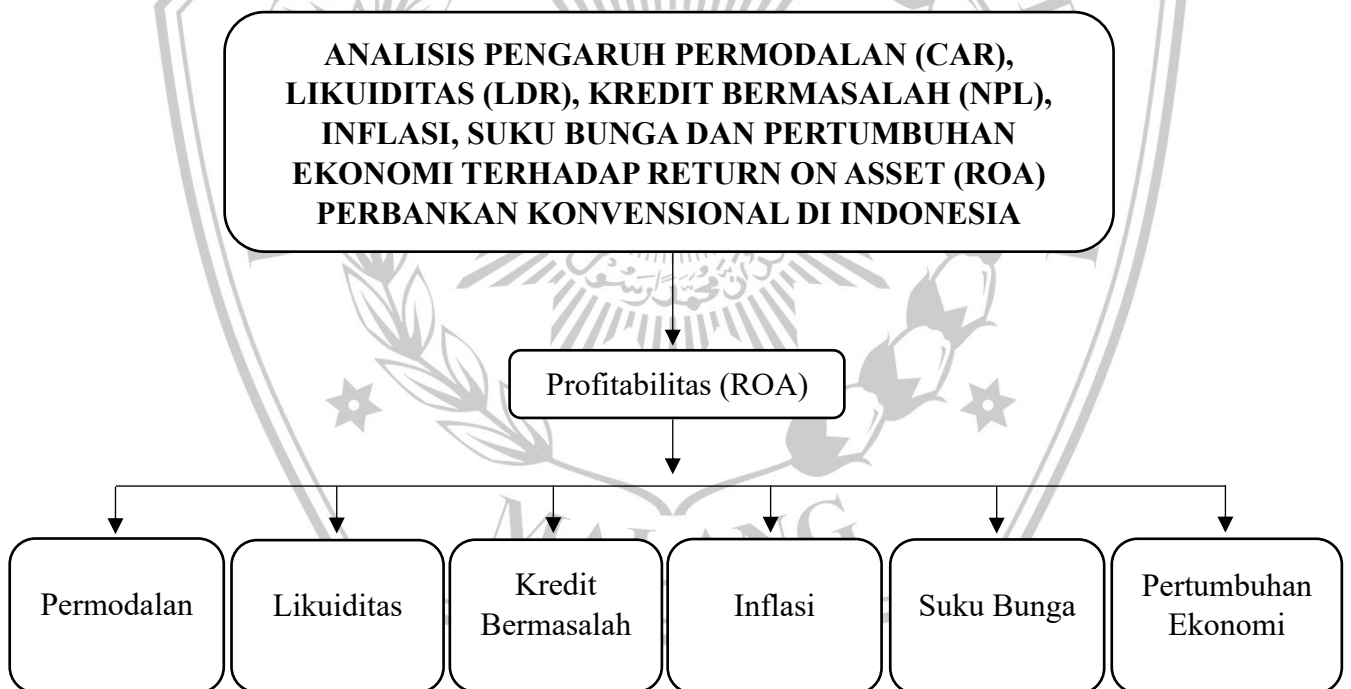 ANALISIS PENGARUH PERMODALAN (CAR),
LIKUIDITAS (LDR), KREDIT BERMASALAH (NPL),
INFLASI, SUKU BUNGA DAN PERTUMBUHAN
EKONOMI TERHADAP RETURN ON ASSET (ROA)
PERBANKAN KONVENSIONAL DI INDONESIA
Profitabilitas (ROA)
MALANG
Permodalan
Likuiditas
Kredit
Bermasalah
Inflasi
Suku Bunga
Pertumbuhan
Ekonomi